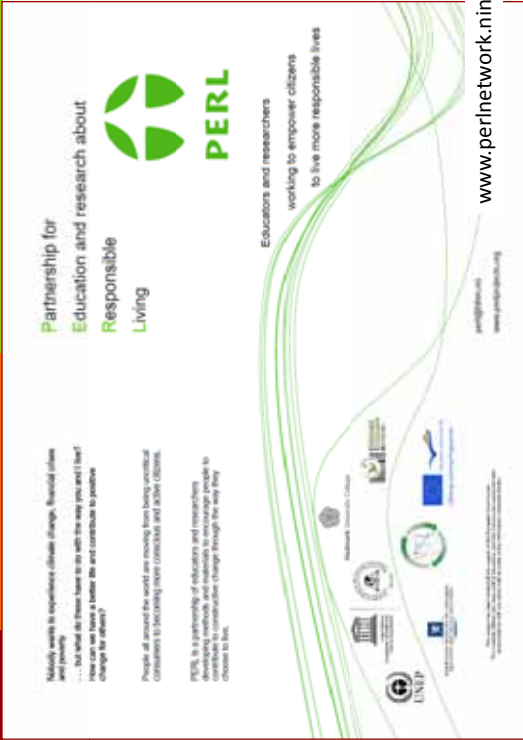 Partnership for
Education and research about
Responsible
Living
PERL
Educators and researchers
working to empower citizens
to live more responsible lives
Nobody wants to experience climate change, financial crises
and poverty
. . . but what do these have to do with the way you and I live?
How can we have a better life and contribute to positive
change for others?
People all around the world are moving from being uncritical
consumers to becoming more conscious and active citizens.
PERL is a partnership of educators and researchers
developing methods and materials to encourage people to
contribute to constructive change through the way they
choose to live.
Hedmark University College
UNEP
www.perlprojects.org
www.perlnetwork.nin